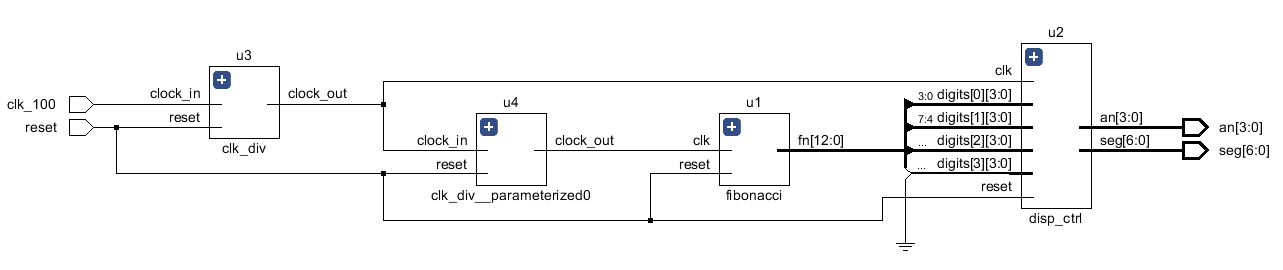 u3
clk_100
clock_in
clock_out
reset
reset
clk_div
u4
clock_in
clock_out
reset
clk_div__parameterized0
u1
clk
fn[12:0]
reset
fibonacci
u2
clk
3:0 digits[0][3:0]
7:4 digits[1][3:0]
... digits[2][3:0]
... digits[3][3:0]
reset
an[3:0]
seg[6:0]
disp_ctrl
an[3:0]
seg[6:0]